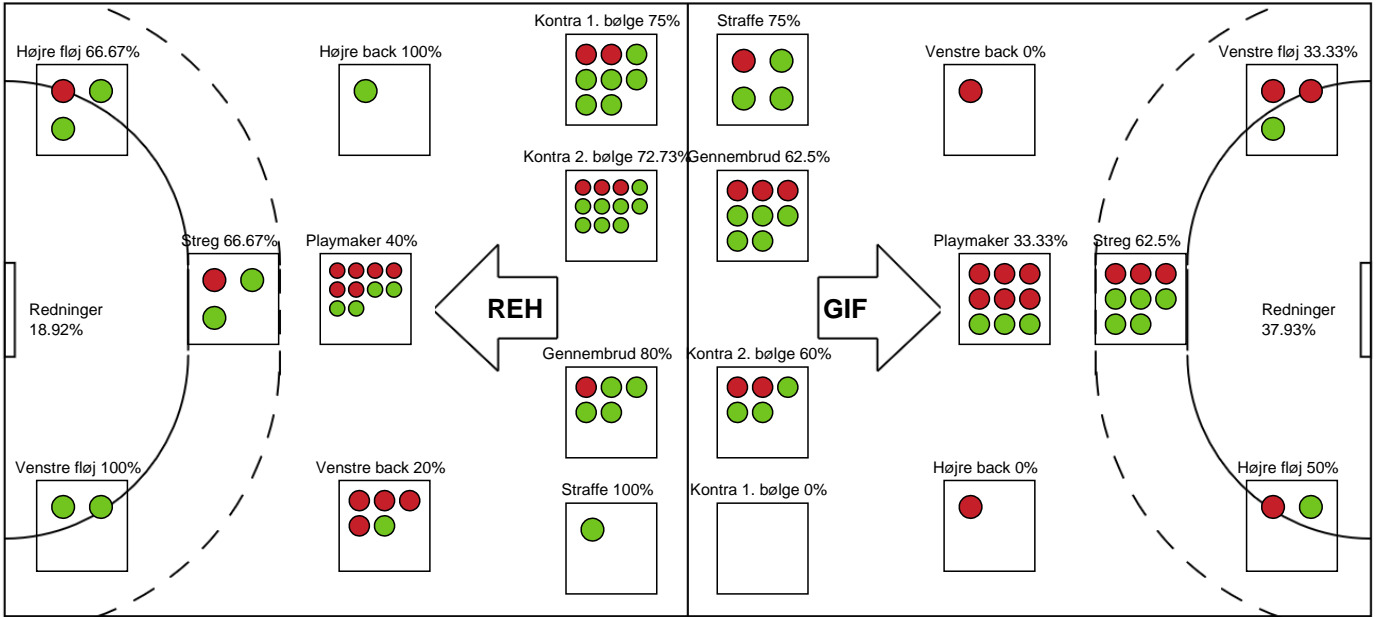 Kontra 1. bølge 75%
Straffe 75%
Højre fløj 66.67%
Højre back 100%
Venstre back 0%
Venstre fløj 33.33%
Kontra 2. bølge 72.73%
Gennembrud 62.5%
Streg 66.67%
Playmaker 40%
Playmaker 33.33%
Streg 62.5%
Redninger
18.92%
REH
GIF
Redninger
37.93%
Gennembrud 80%
Kontra 2. bølge 60%
Venstre fløj 100%
Venstre back 20%
Straffe 100%
Kontra 1. bølge 0%
Højre back 0%
Højre fløj 50%